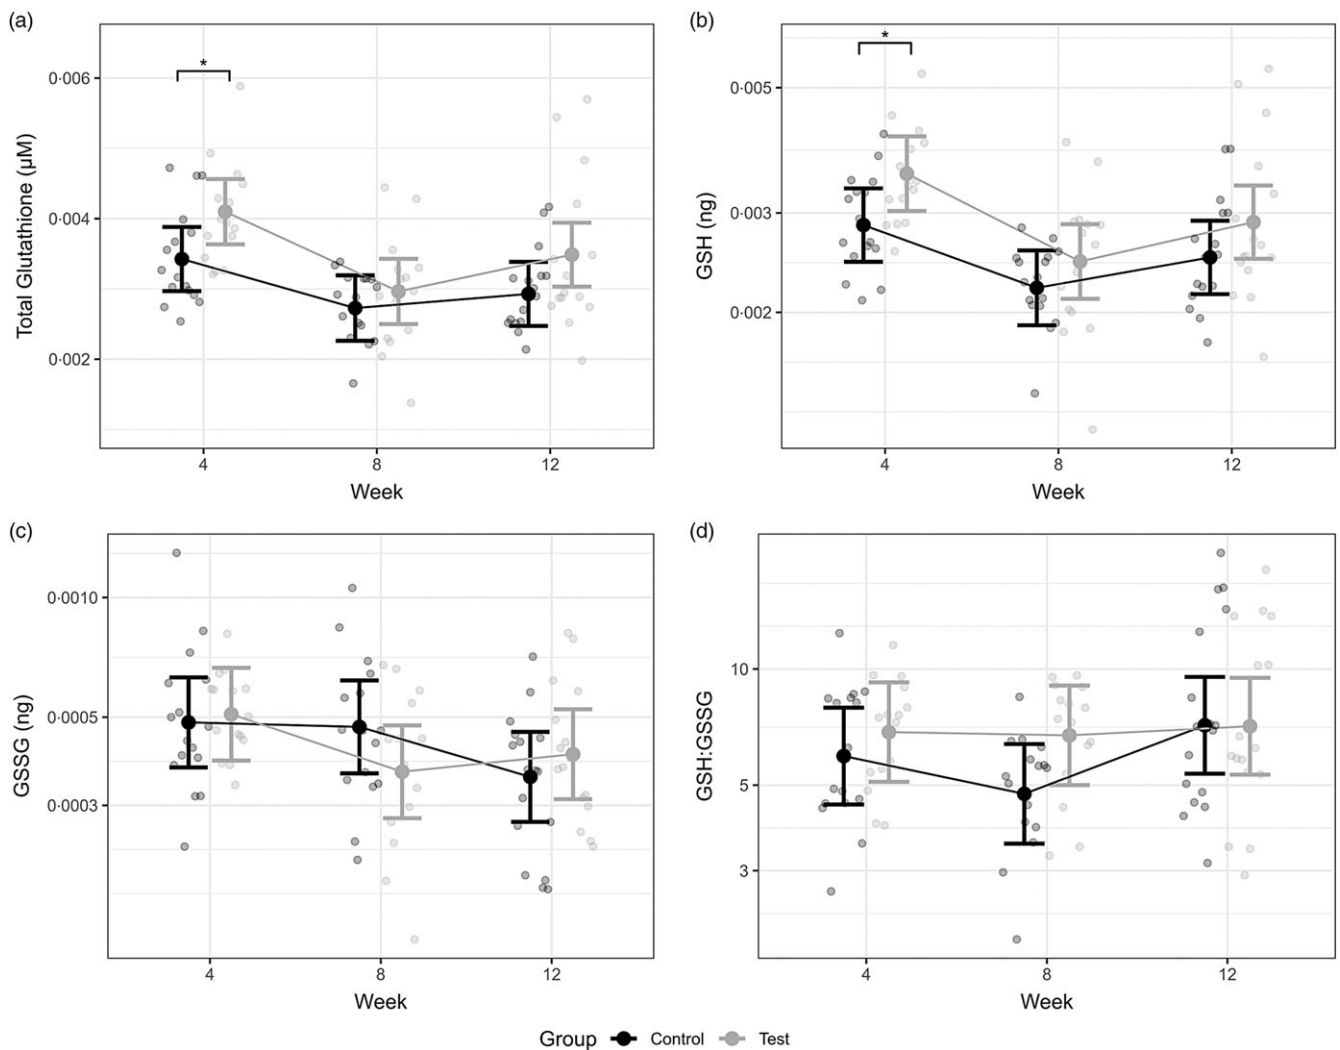 (a)
Total Glutathione (µM)
0·006
0·004
0·002
*
4 8 12
Week
(b)
GSH (ng)
0·005
0·003
0·002
*
4 8 12
Week
(c)
GSSG (ng)
0·0010
0·0005
0·0003
4 8 12
Week
(d)
GSH:GSSG
10
5
3
4 8 12
Week
Group Control Test